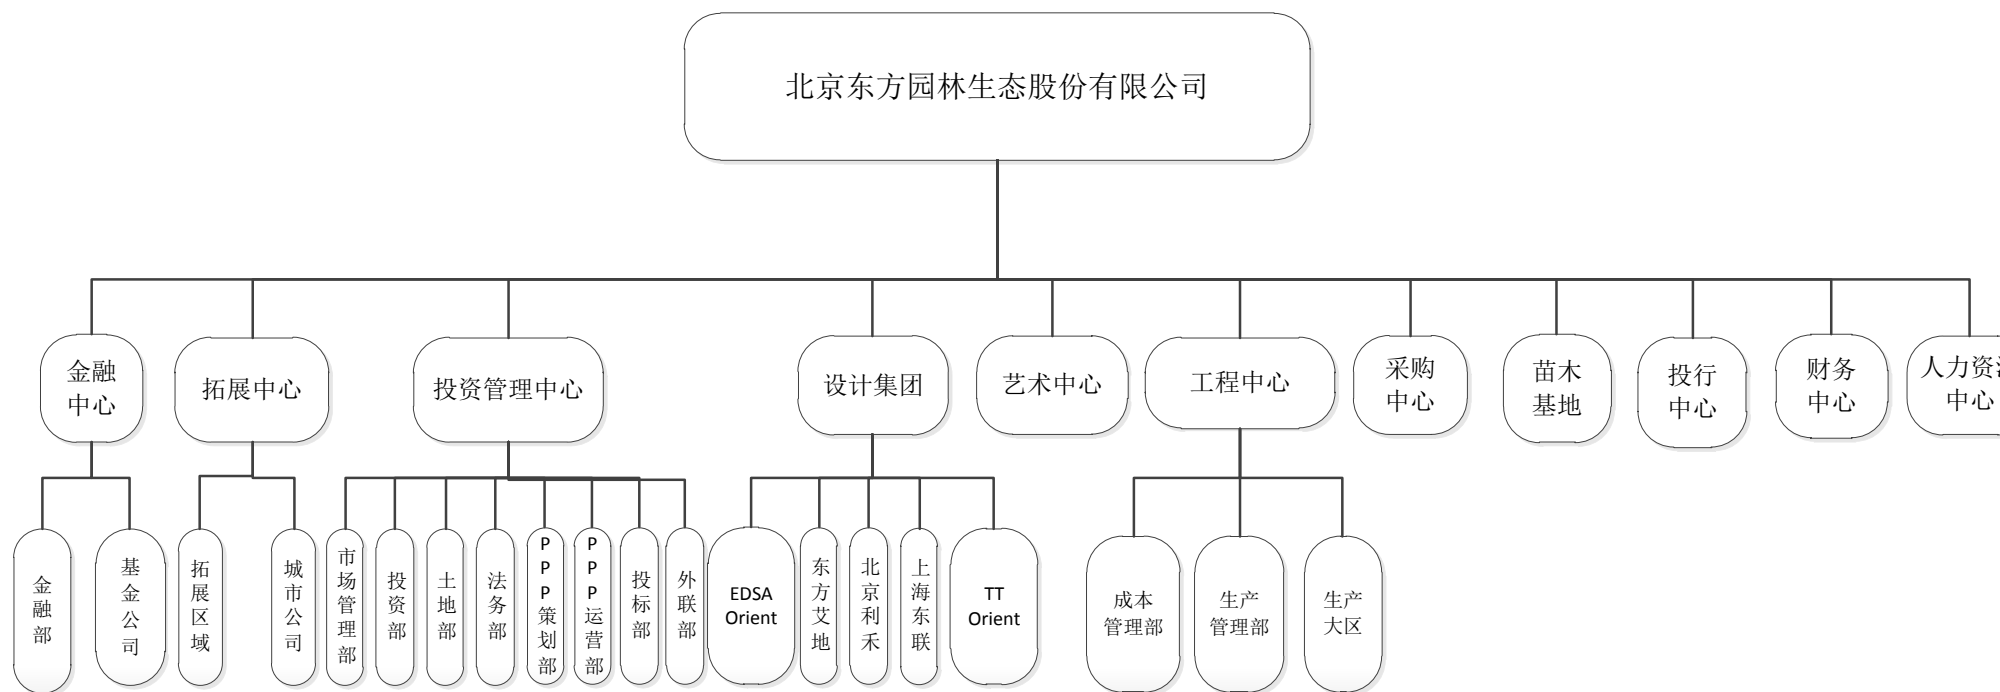 北京东方园林生态股份有限公司
金融
中心
拓展中心
投资管理中心
设计集团
艺术中心
工程中心
采购
中心
苗木
基地
投行
中心
财务
中心
人力资
中心
金融部
基金公司
拓展区域
城市公司
市场管理部
投资部
土地部
法务部
PPP策划部
PPP运营部
投标部
外联部
EDSA
Orient
东方艾地
北京利禾
上海东联
TT
Orient
成本
管理部
生产
管理部
生产
大区